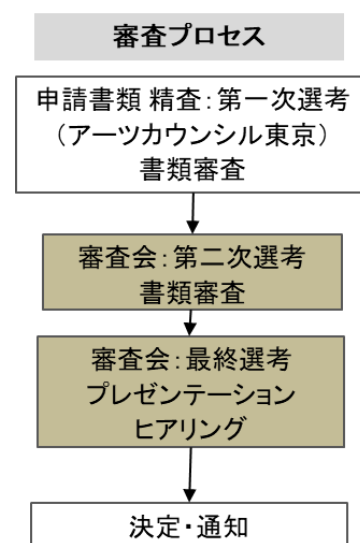 審査プロセス
申請書類 精査：第一次選考
（アーツカウンシル東京）
書類審査
審査会：第二次選考
書類審査
審査会：最終選考
プレゼンテーション
ヒアリング
決定・通知